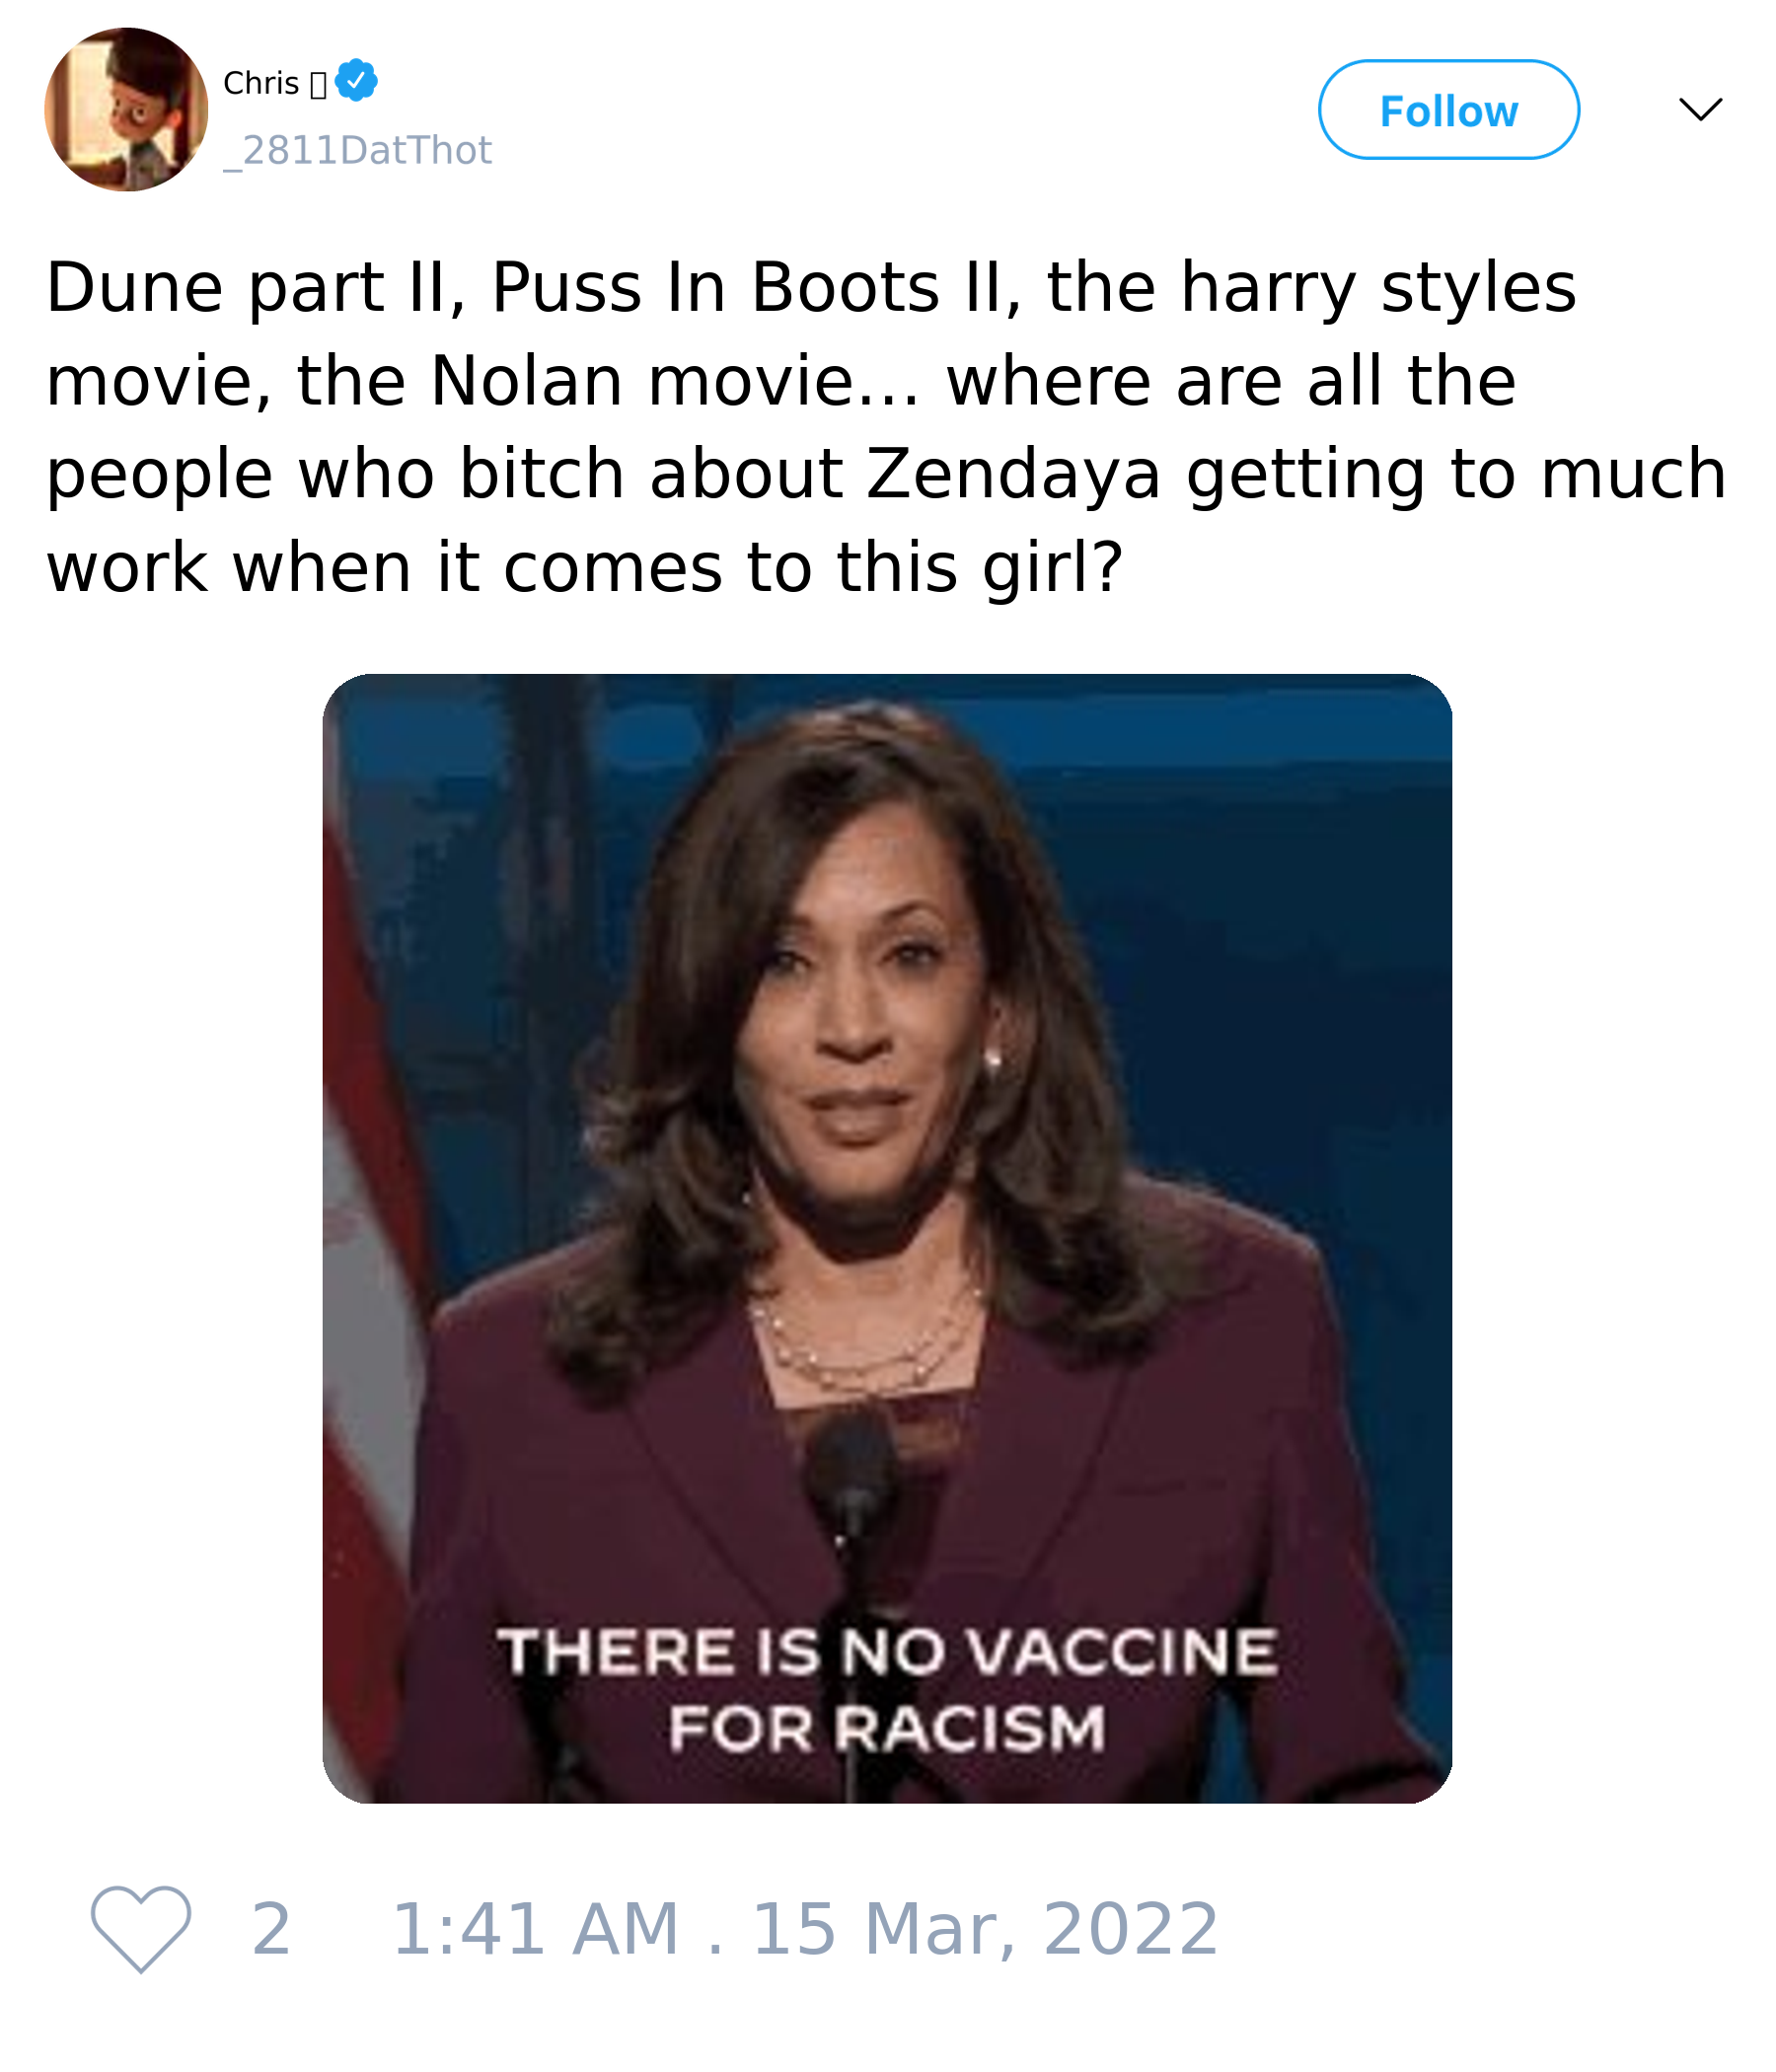 Chris
_2811DatThot
Follow
Dune part II, Puss In Boots II, the harry styles
movie, the Nolan movie... where are all the
people who bitch about Zendaya getting to much
work when it comes to this girl?
THERE IS NO VACCINE
FOR RACISM
2 1:41 AM . 15 Mar, 2022